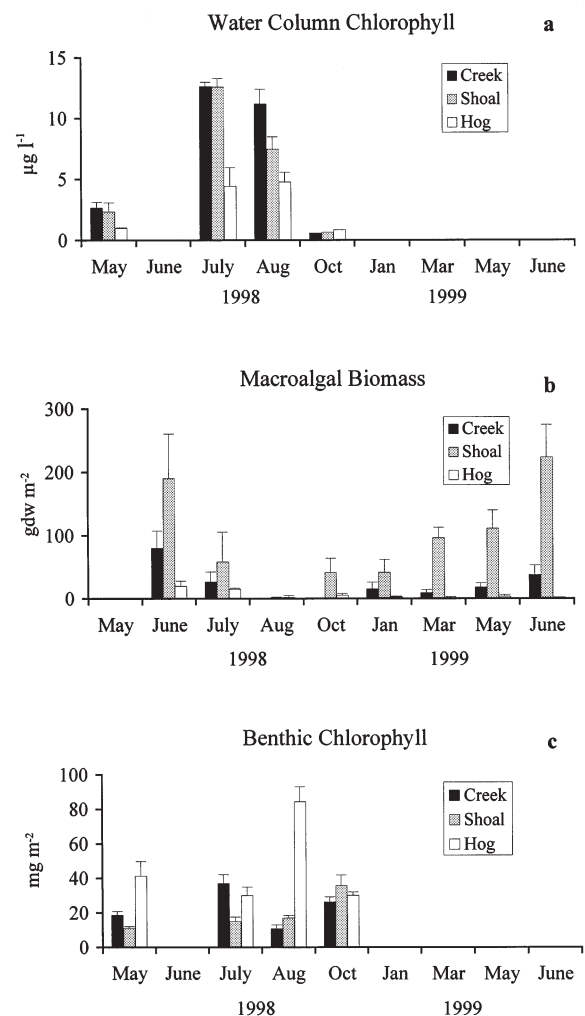 Water Column Chlorophyll
a
15
10
5
0
µg l-1
Creek
Shoal
Hog
May June July Aug Oct Jan Mar May June
1998 1999
Macroalgal Biomass
b
300
200
100
0
gdw m-2
Creek
Shoal
Hog
May June July Aug Oct Jan Mar May June
1998 1999
Benthic Chlorophyll
c
100
80
60
40
20
0
mg m-2
Creek
Shoal
Hog
May June July Aug Oct Jan Mar May June
1998 1999